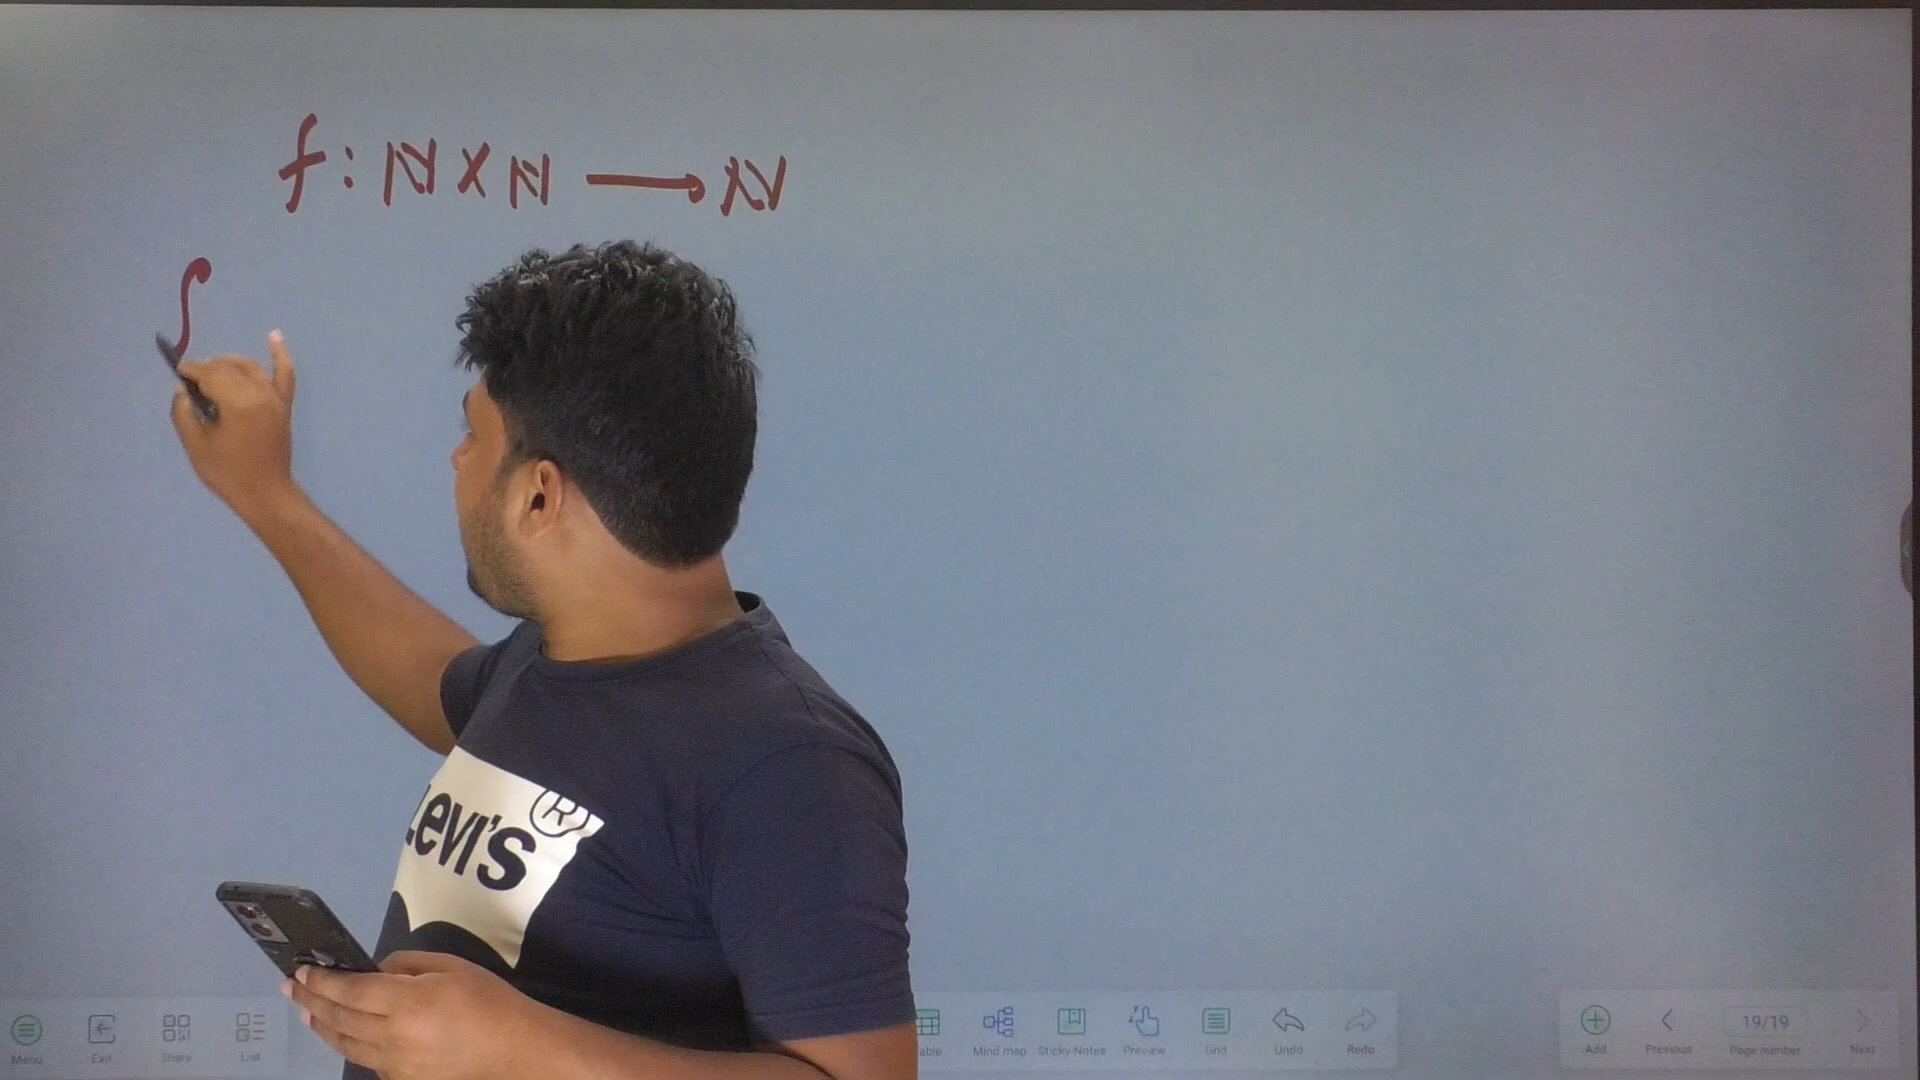 f : ℕ × ℕ ⟶ ℕ
∫
Levi's ®
Menu Exit Share List able Mind map Sticky-Notes Preview Grid Undo Redo Add Previous 19/19 Page number Next